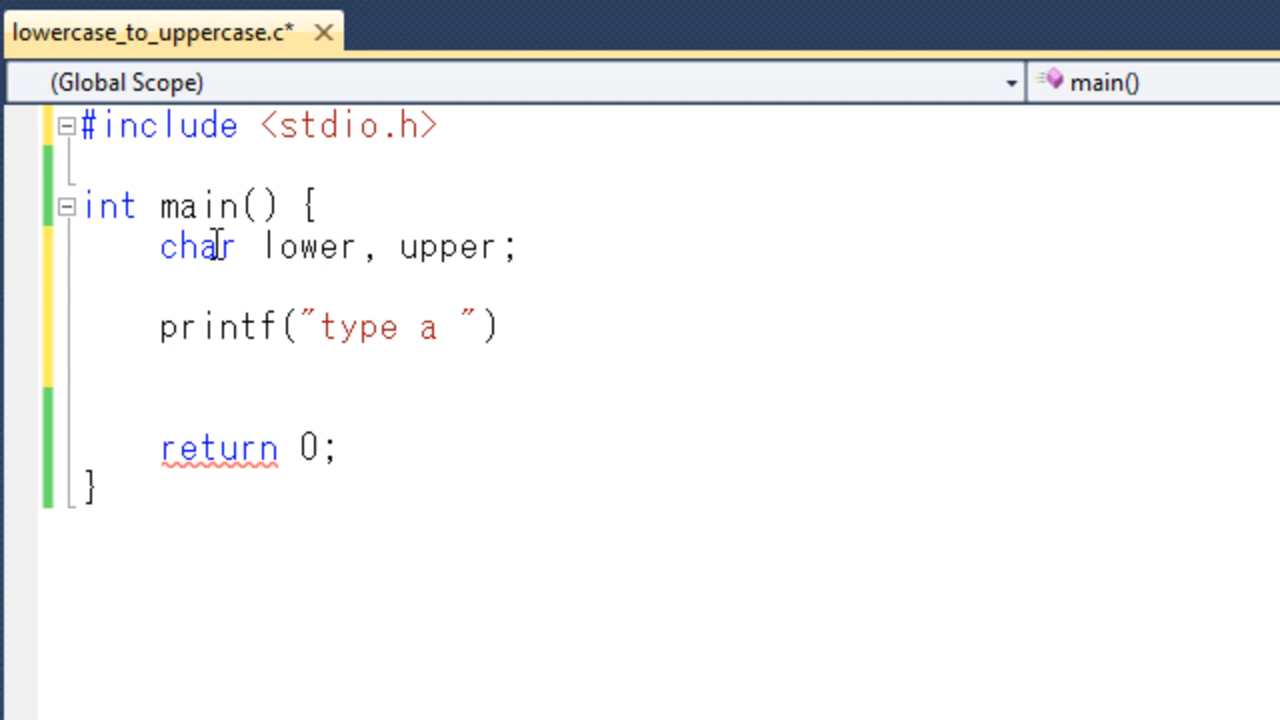 lowercase_to_uppercase.c*
(Global Scope) main()
#include <stdio.h>
int main() {
char lower, upper;
printf("type a ")
return 0;
}